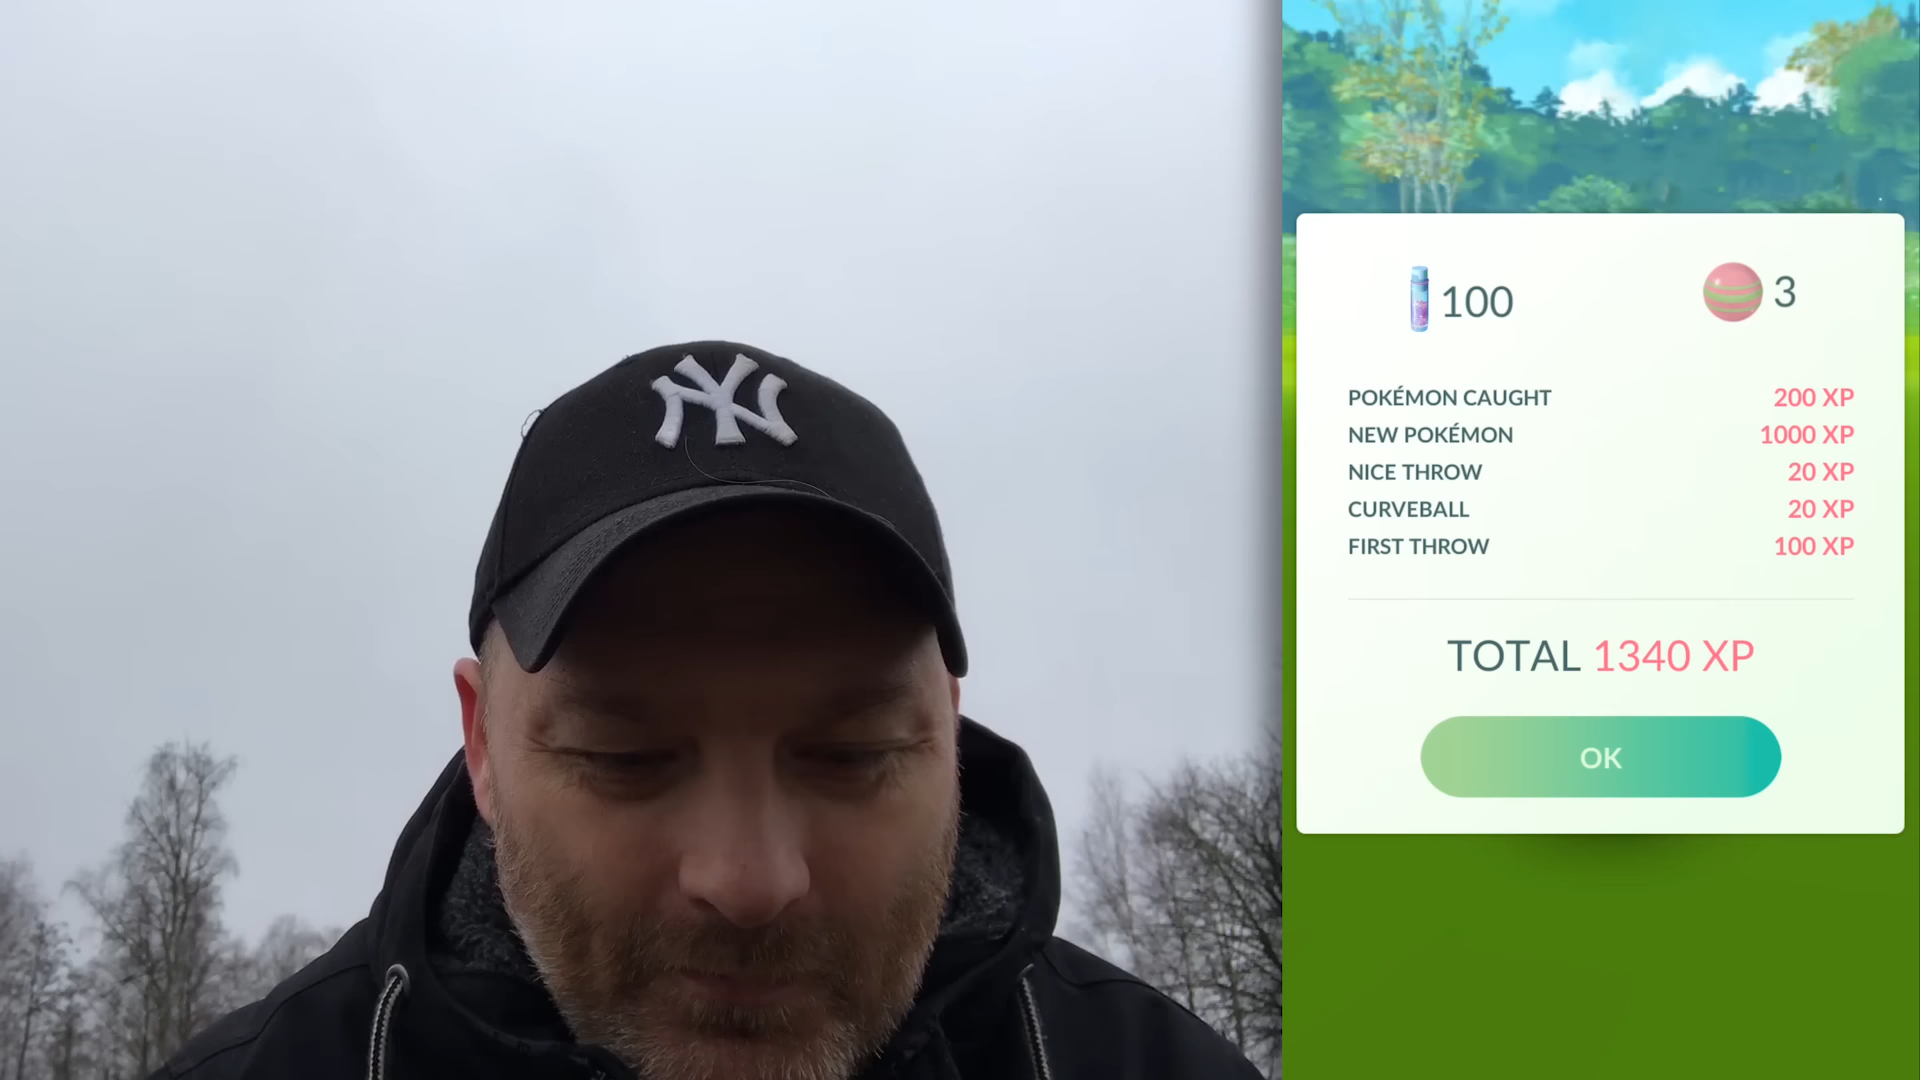 NY
100
3
POKÉMON CAUGHT 200 XP
NEW POKÉMON 1000 XP
NICE THROW 20 XP
CURVEBALL 20 XP
FIRST THROW 100 XP
TOTAL 1340 XP
OK